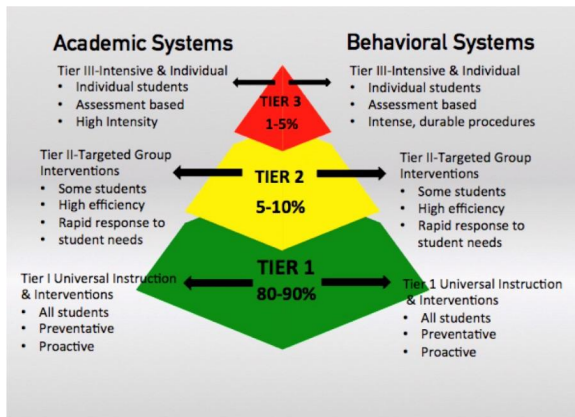 Academic Systems
Tier III-Intensive & Individual
• Individual students
• Assessment based
• High Intensity
Tier II-Targeted Group
Interventions
• Some students
• High efficiency
• Rapid response to
• student needs
Tier I Universal Instruction
& Interventions
• All students
• Preventative
• Proactive
TIER 3
1-5%
TIER 2
5-10%
TIER 1
80-90%
Behavioral Systems
Tier III-Intensive & Individual
• Individual students
• Assessment based
• Intense, durable procedures
Tier II-Targeted Group
Interventions
• Some students
• High efficiency
• Rapid response to
student needs
Tier 1 Universal Instruction
& Interventions
• All students
• Preventative
• Proactive